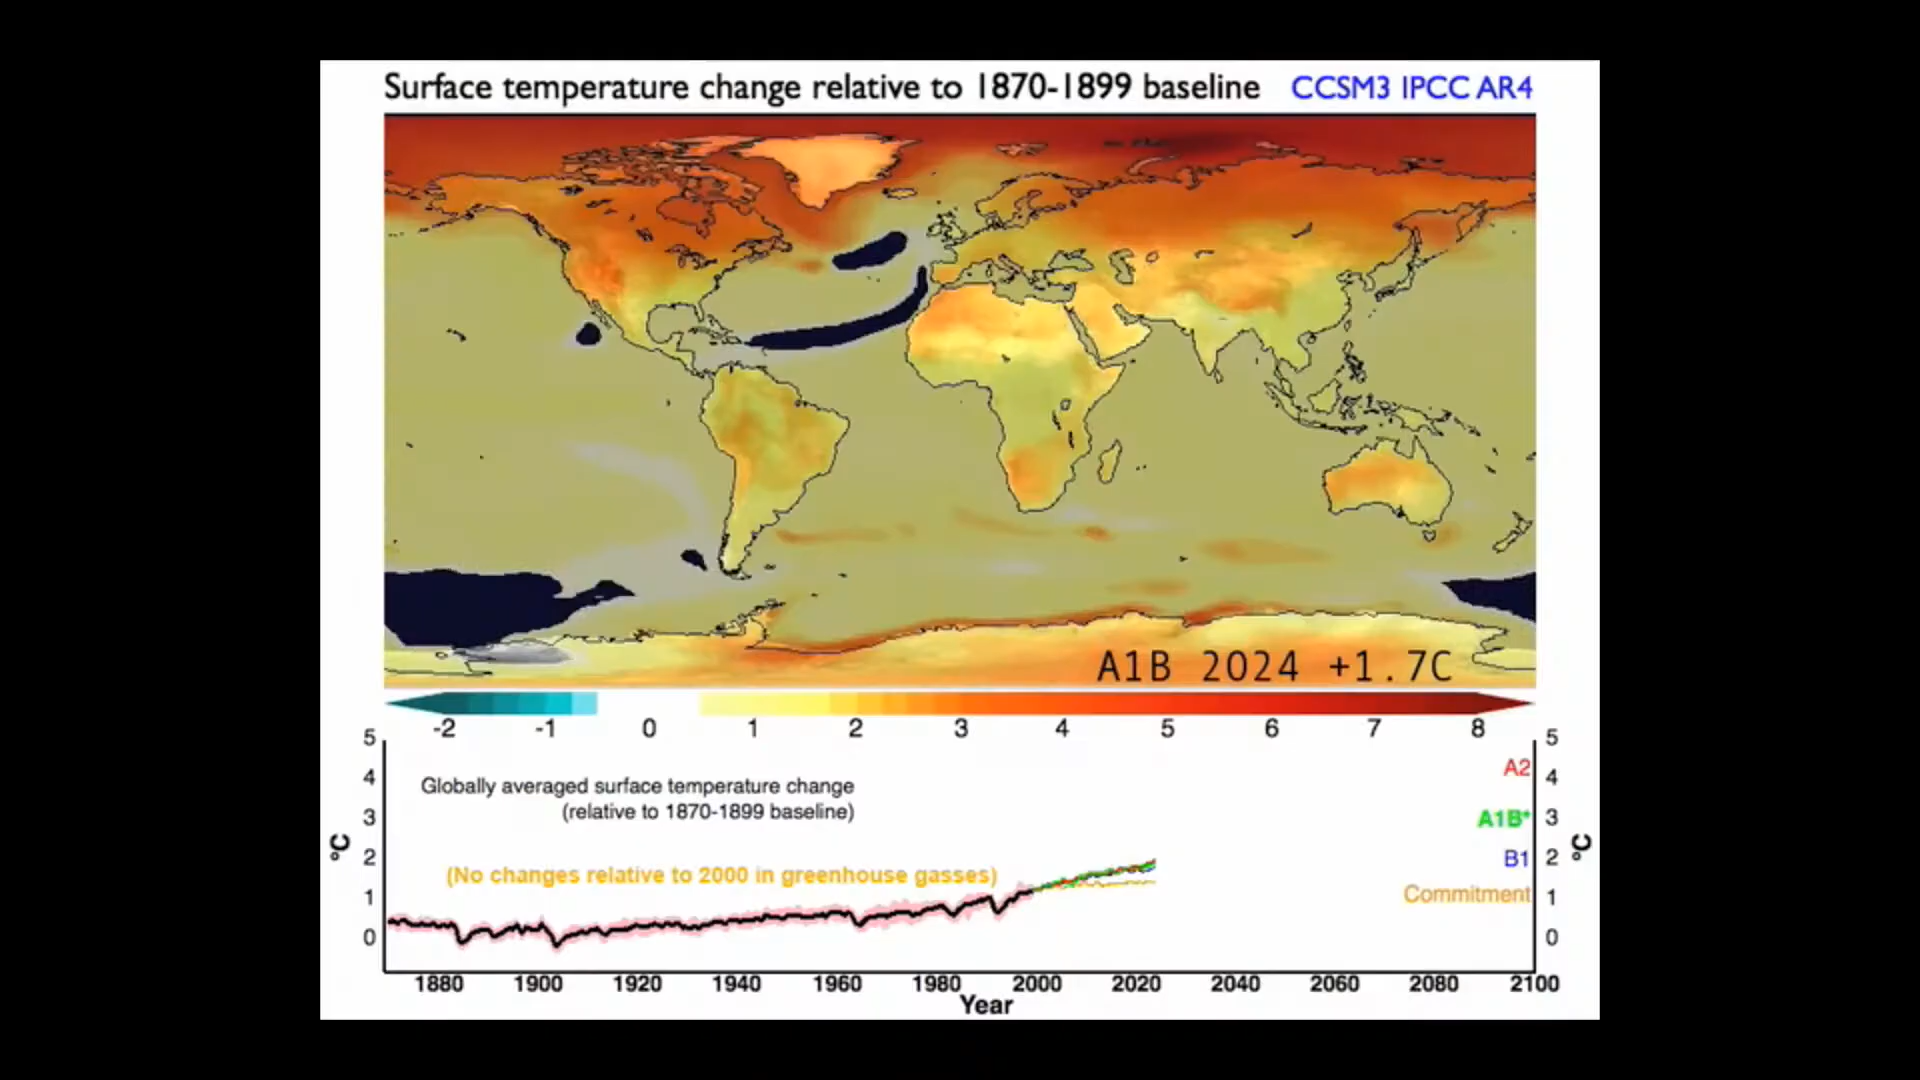 Surface temperature change relative to 1870-1899 baseline CCSM3 IPCC AR4
A1B 2024 +1.7C
-2 -1 0 1 2 3 4 5 6 7 8
5 5
A2
4 4
Globally averaged surface temperature change
(relative to 1870-1899 baseline)
3 A1B* 3
°C °C
2 B1 2
(No changes relative to 2000 in greenhouse gasses)
1 Commitment 1
0 0
1880 1900 1920 1940 1960 1980 2000 2020 2040 2060 2080 2100
Year